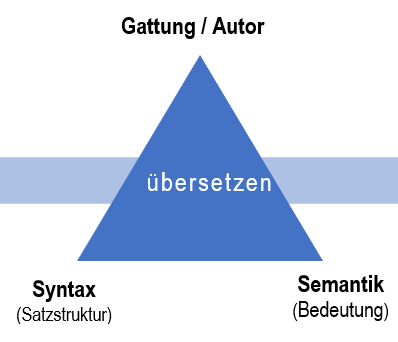 Gattung / Autor
übersetzen
Syntax
(Satzstruktur)
Semantik
(Bedeutung)